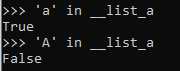 >>> 'a' in __list_a
True
>>> 'A' in __list_a
False